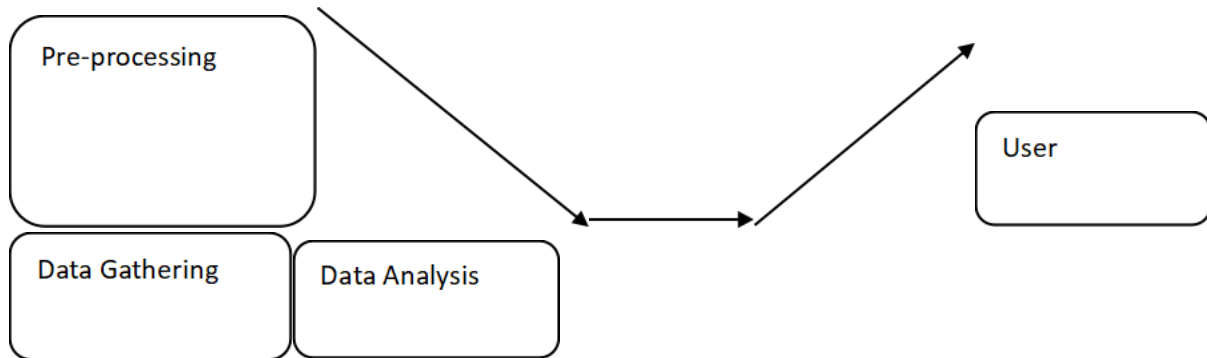 Pre-processing
User
Data Gathering
Data Analysis